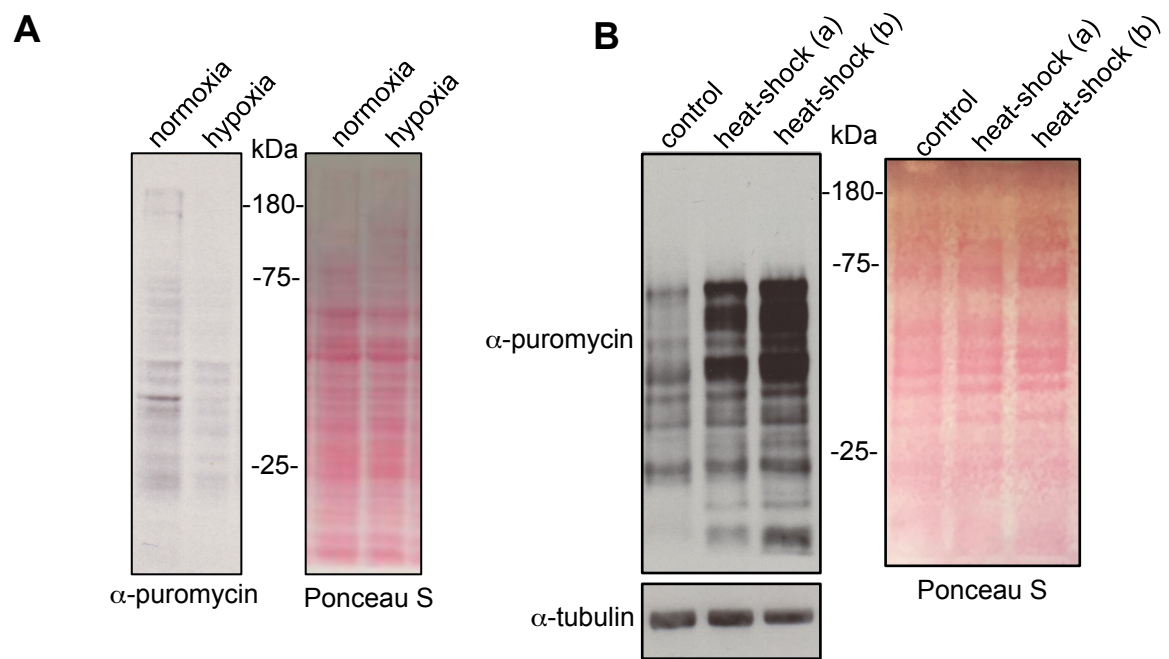 A
normoxia
hypoxia
kDa
normoxia
hypoxia
-180-
-75-
-25-
α-puromycin
Ponceau S
B
control
heat-shock (a)
heat-shock (b)
kDa
control
heat-shock (a)
heat-shock (b)
-180-
-75-
α-puromycin
-25-
Ponceau S
α-tubulin